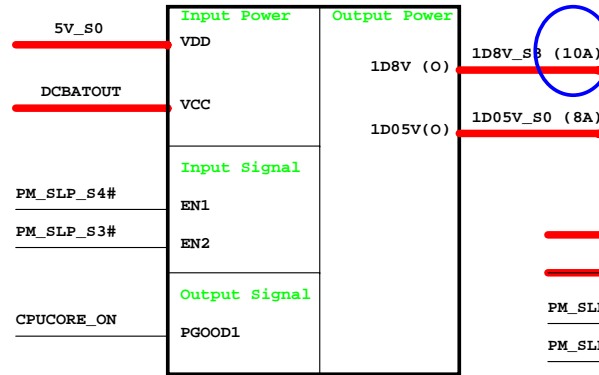 Input Power Output Power
5V_S0 VDD
1D8V (O) 1D8V_S3 (10A)
DCBATOUT VCC
1D05V(O) 1D05V_S0 (8A)
Input Signal
PM_SLP_S4# EN1
PM_SLP_S3# EN2
Output Signal
CPUCORE_ON PGOOD1